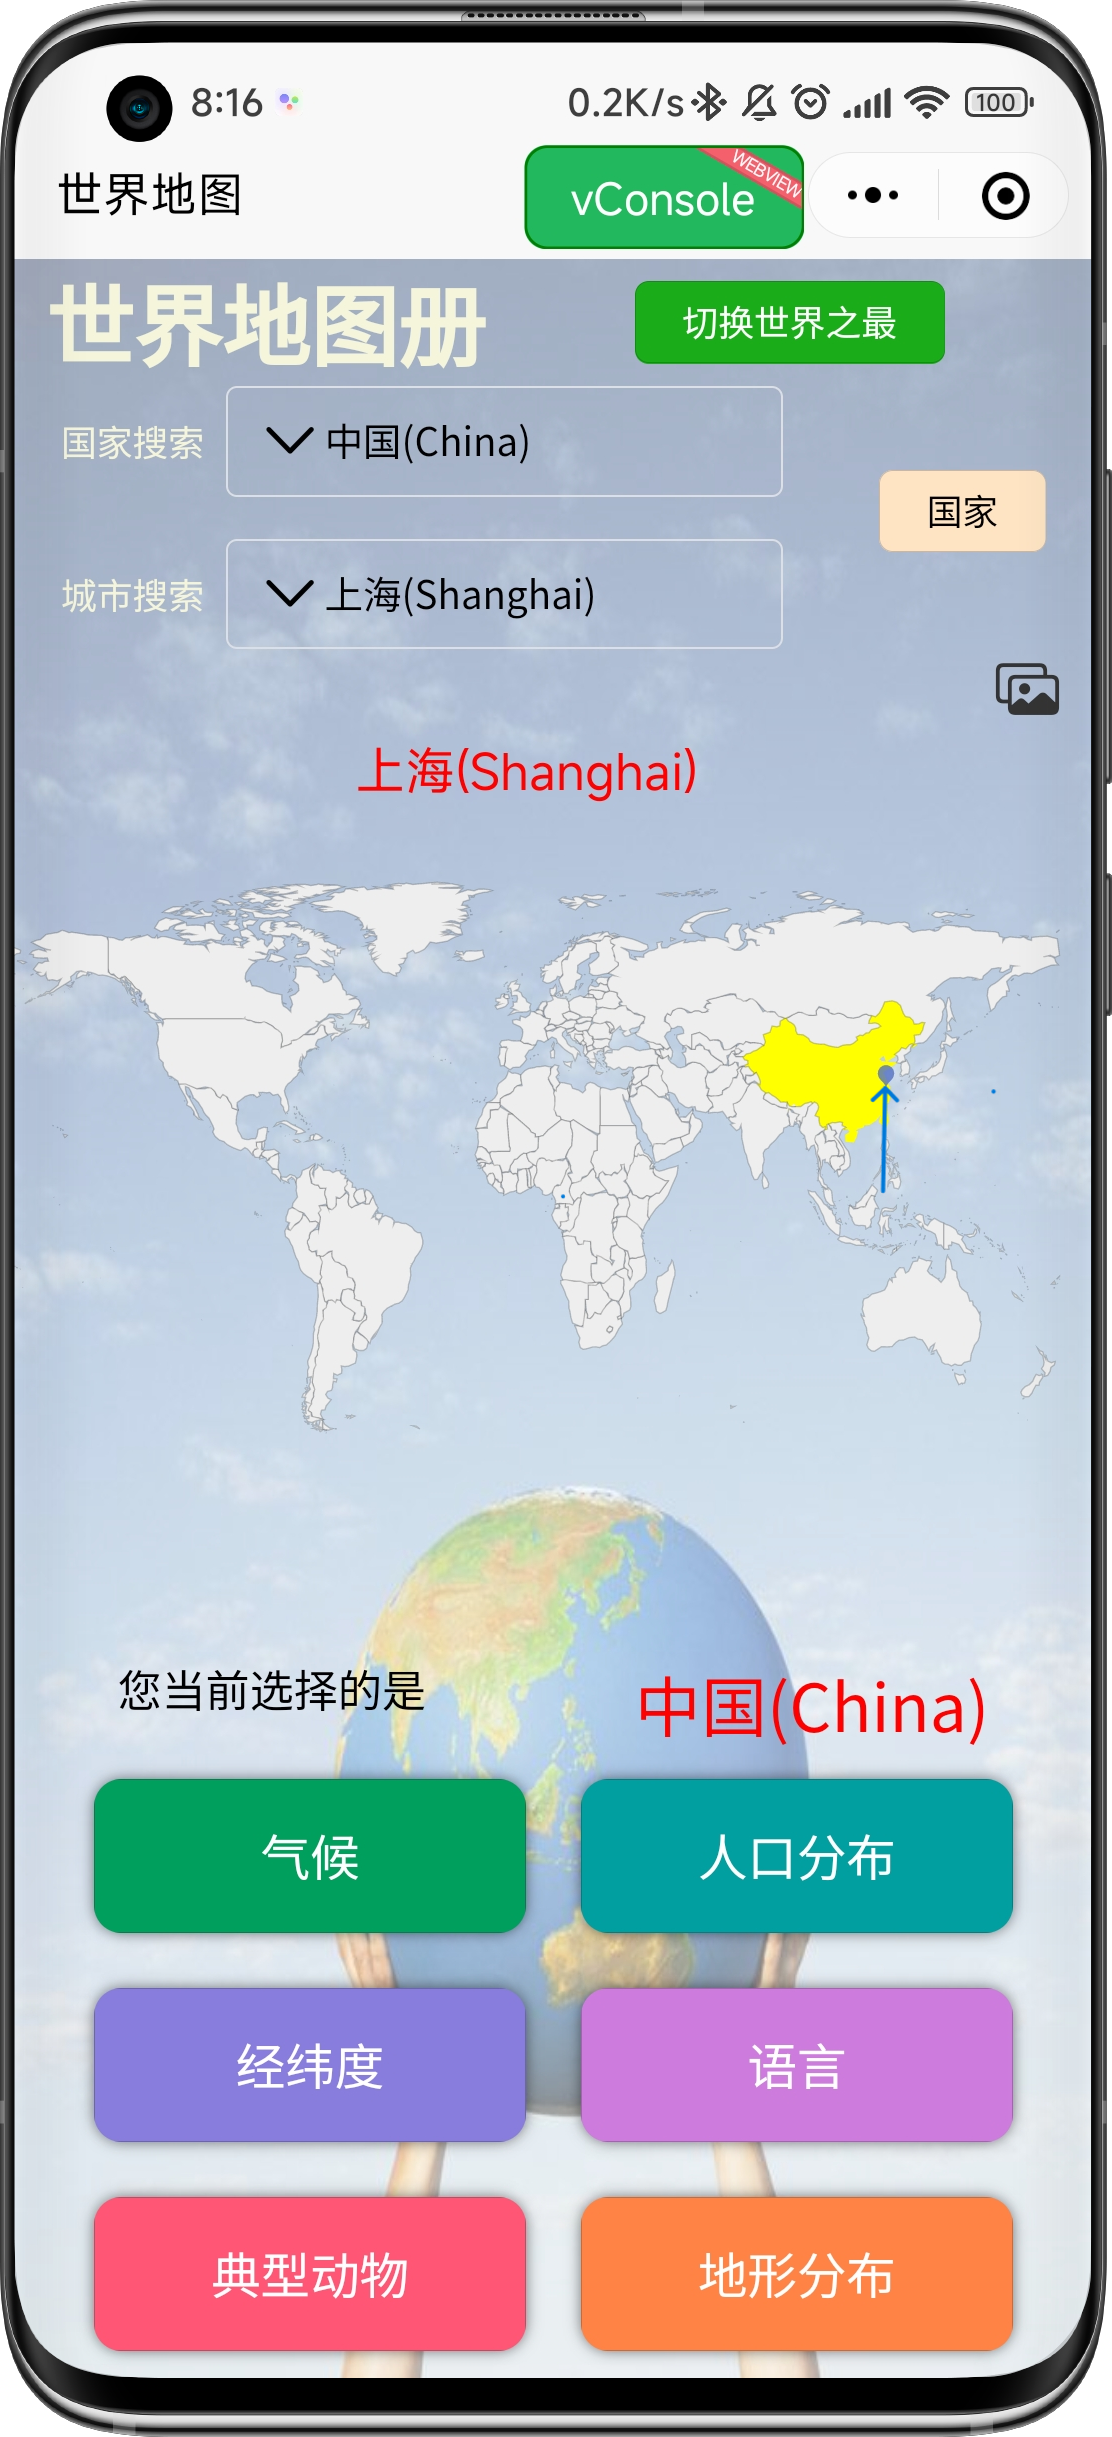 8:16 0.2K/s 100
世界地图 vConsole WEBVIEW
世界地图册 切换世界之最
国家搜索 中国(China)
国家
城市搜索 上海(Shanghai)
上海(Shanghai)
您当前选择的是 中国(China)
气候 人口分布
经纬度 语言
典型动物 地形分布